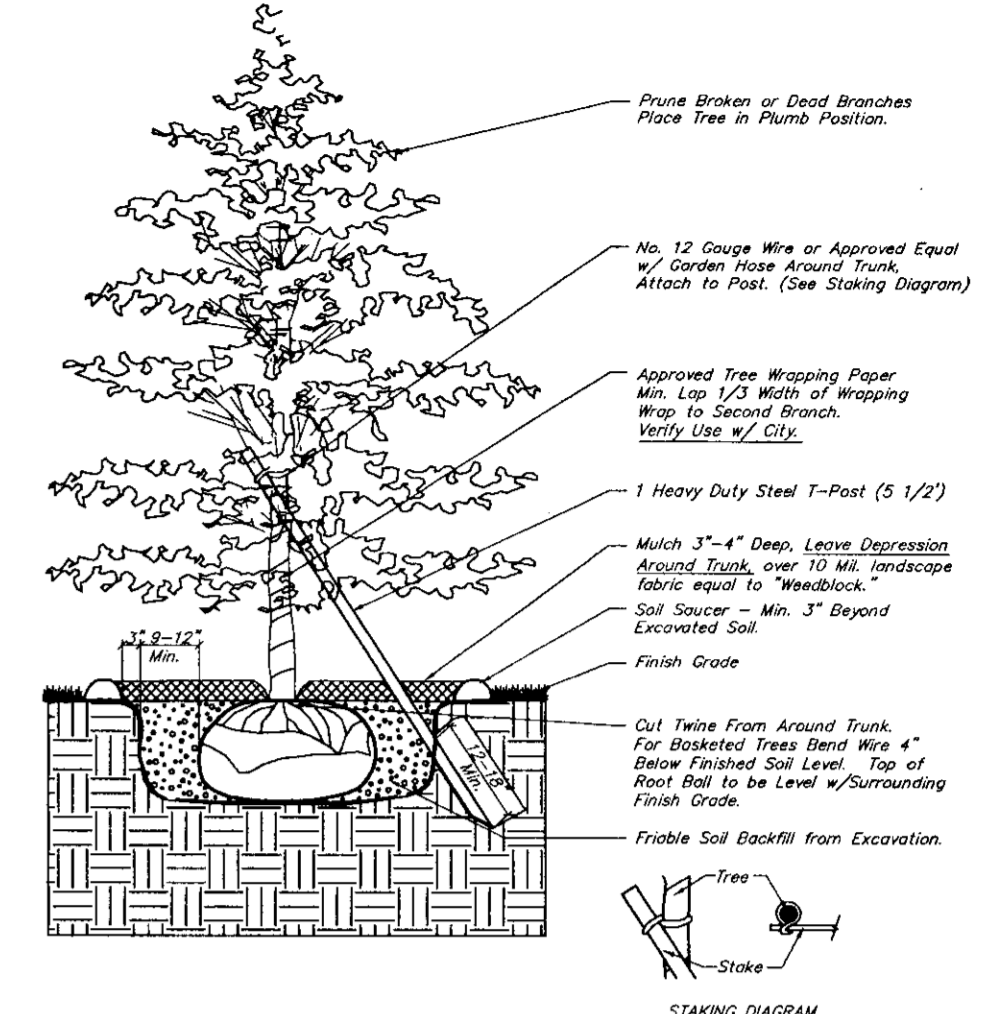 Prune Broken or Dead Branches
Place Tree in Plumb Position.
No. 12 Gauge Wire or Approved Equal
w/ Garden Hose Around Trunk,
Attach to Post. (See Staking Diagram)
Approved Tree Wrapping Paper
Min. Lap 1/3 Width of Wrapping
Wrap to Second Branch.
Verify Use w/ City.
1 Heavy Duty Steel T-Post (5 1/2')
Mulch 3"-4" Deep, Leave Depression
Around Trunk, over 10 Mil. landscape
fabric equal to "Weedblock."
Soil Saucer - Min. 3" Beyond
Excavated Soil.
3" 9-12"
Min.
Finish Grade
Cut Twine From Around Trunk.
For Basketed Trees Bend Wire 4"
Below Finished Soil Level. Top of
Root Ball to be Level w/Surrounding
Finish Grade.
12-18
Min.
Friable Soil Backfill from Excavation.
Tree
Stake
STAKING DIAGRAM